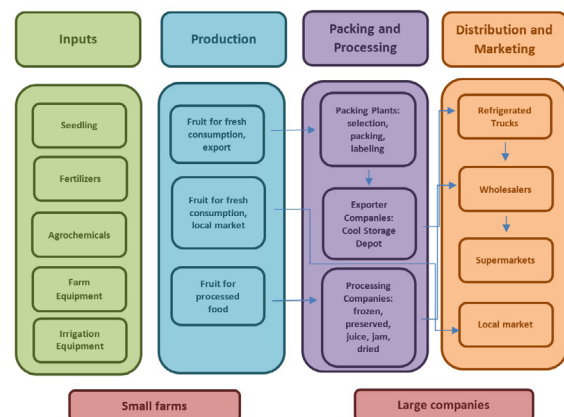 Inputs
Production
Packing and
Processing
Distribution and
Marketing
Seedling
Fertilizers
Agrochemicals
Farm
Equipment
Irrigation
Equipment
Fruit for fresh
consumption,
export
Fruit for fresh
consumption,
local market
Fruit for
processed
food
Packing Plants:
selection,
packing,
labeling
Exporter
Companies:
Cool Storage
Depot
Processing
Companies:
frozen,
preserved,
juice, jam,
dried
Refrigerated
Trucks
Wholesalers
Supermarkets
Local market
Small farms
Large companies